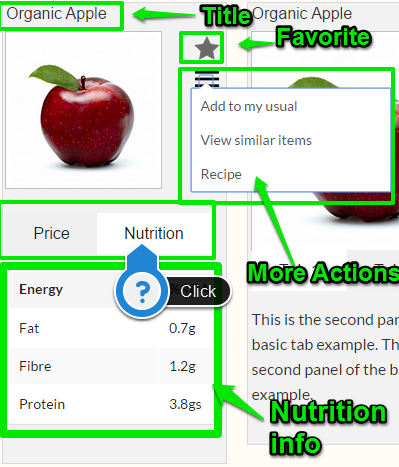 Organic Apple
Title
Organic Apple
Favorite
Add to my usual
View similar items
Recipe
More Actions
Price
Nutrition
?
Click
Energy
Fat 0.7g
Fibre 1.2g
Protein 3.8gs
This is the second
basic tab example.
second panel of the
example.
Nutrition
info